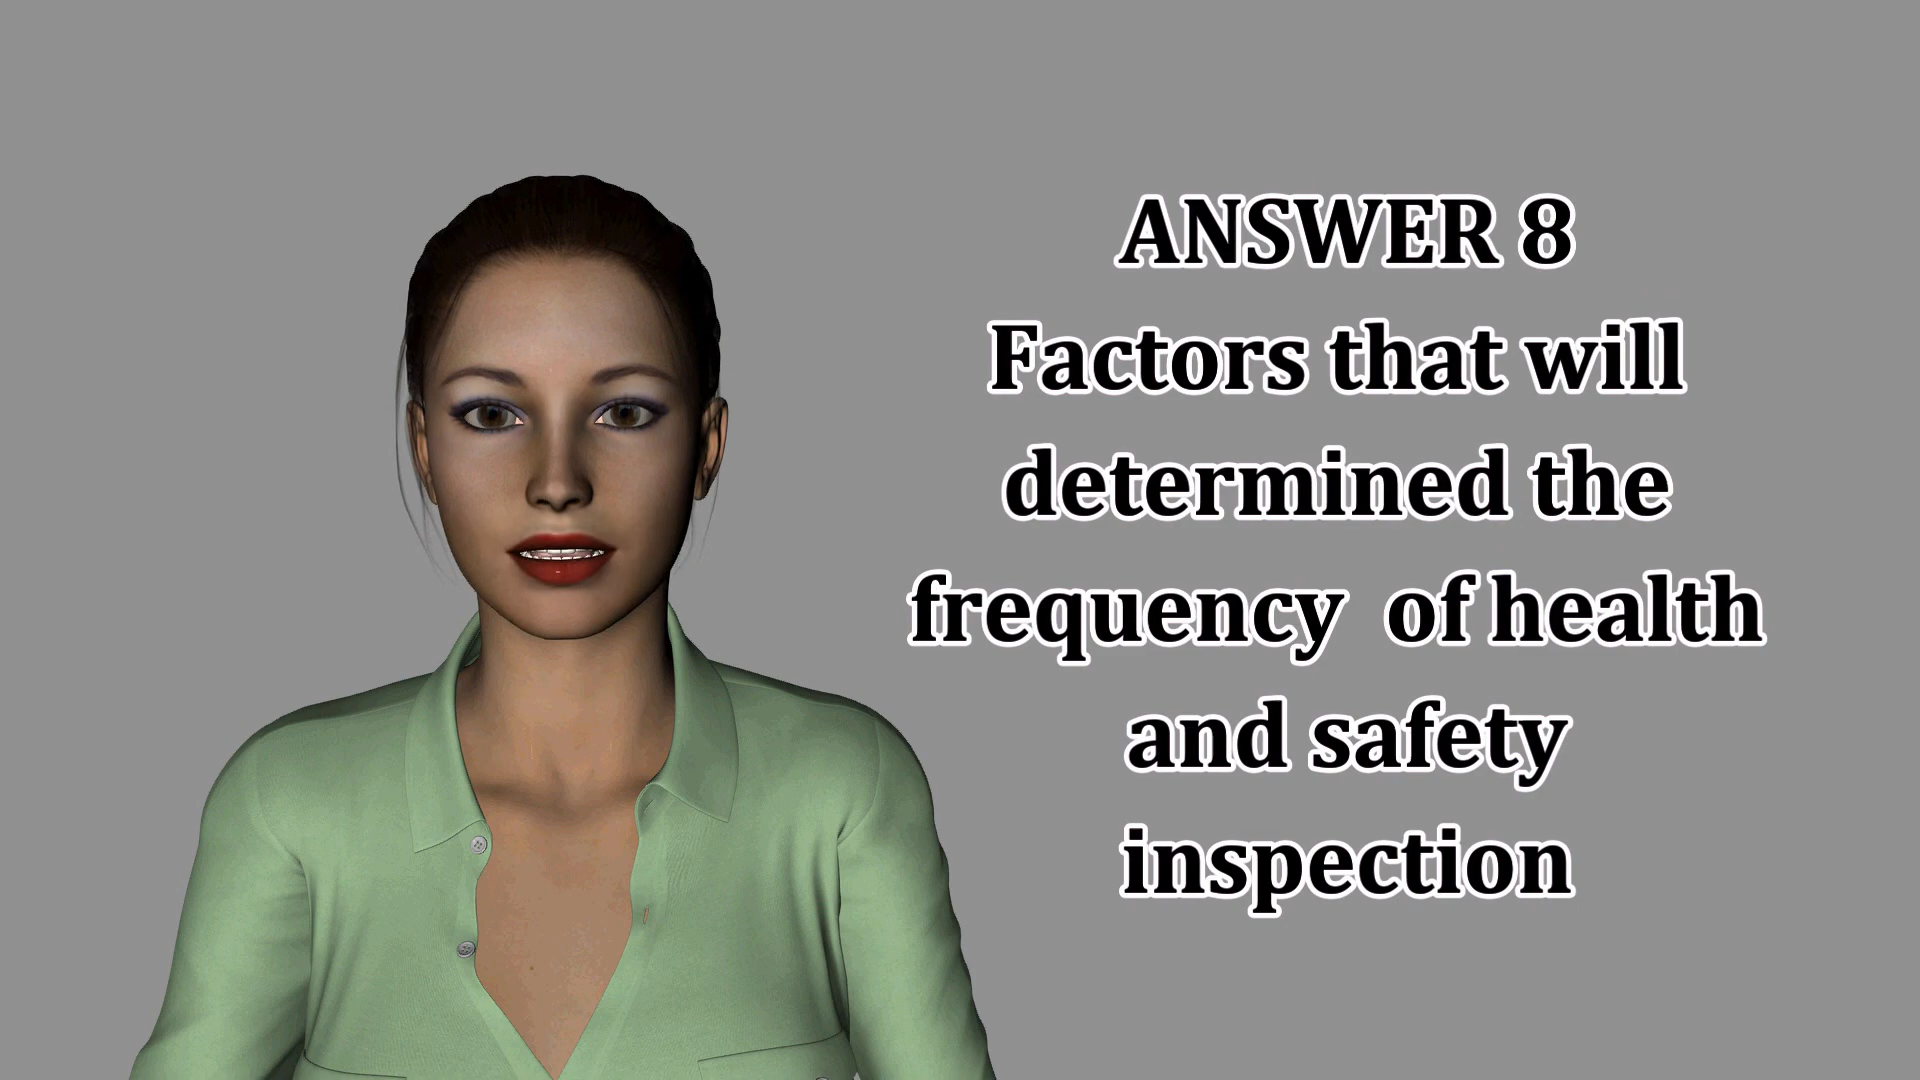 ANSWER 8
Factors that will
determined the
frequency  of health
and safety
inspection